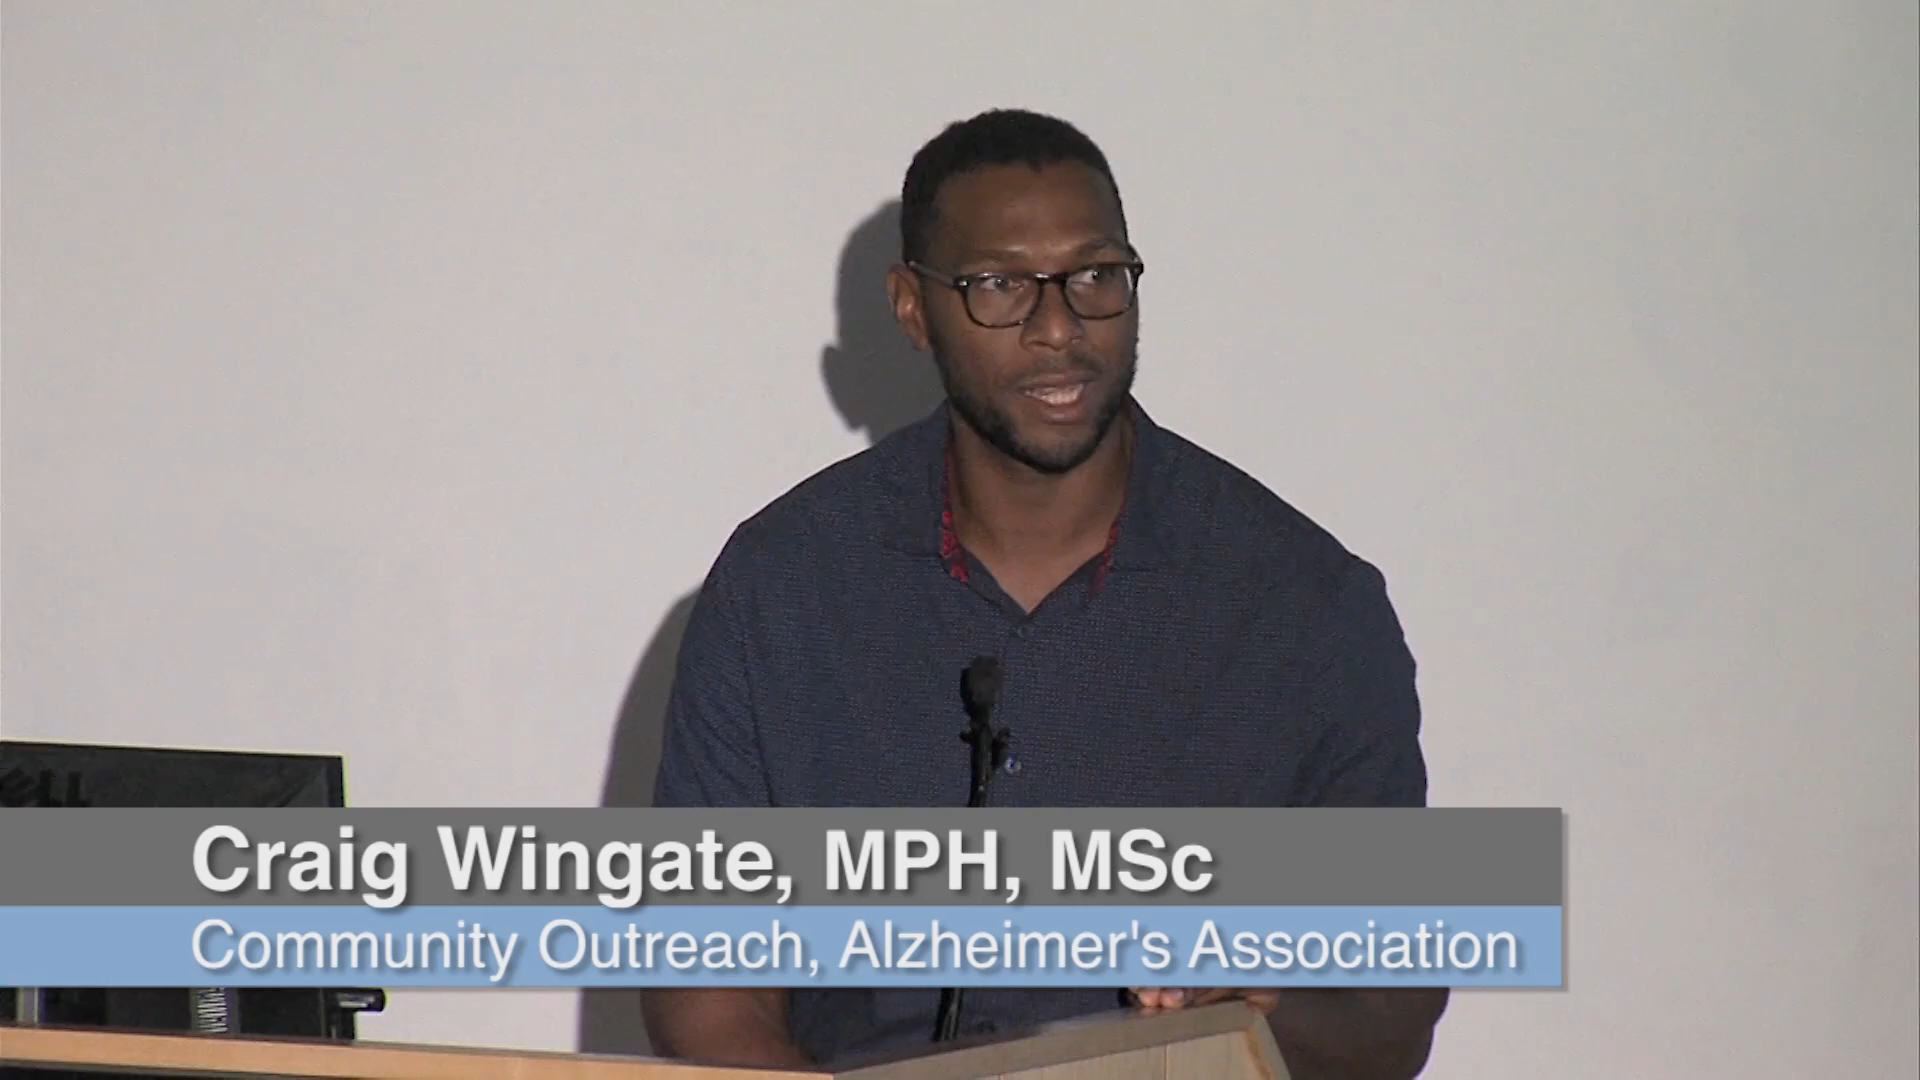 Craig Wingate, MPH, MSc
Community Outreach, Alzheimer's Association